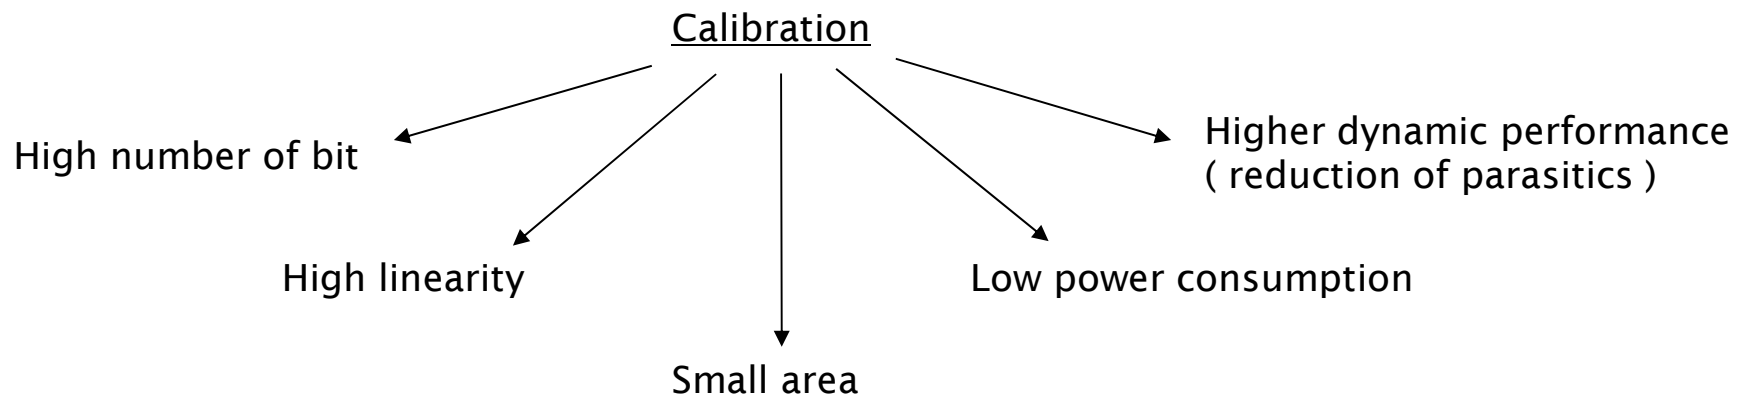 Calibration
High number of bit
Higher dynamic performance
( reduction of parasitics )
High linearity
Low power consumption
Small area